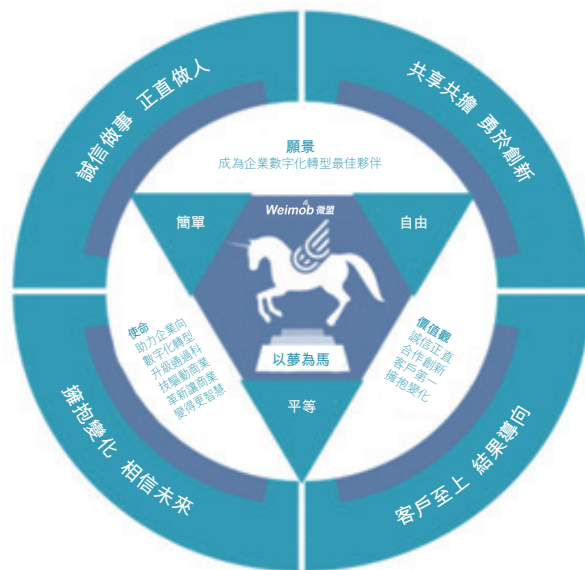 誠信做事 正直做人
共享共擔 勇於創新
願景
成為企業數字化轉型最佳夥伴
簡單
Weimob 微盟
自由
使命
助力企業向
數字化轉型
升級通過科
技驅動商業
革新讓商業
變得更智慧
以夢為馬
價值觀
誠信正直
合作創新
客戶第一
擁抱變化
平等
擁抱變化 相信未來
客戶至上 結果導向